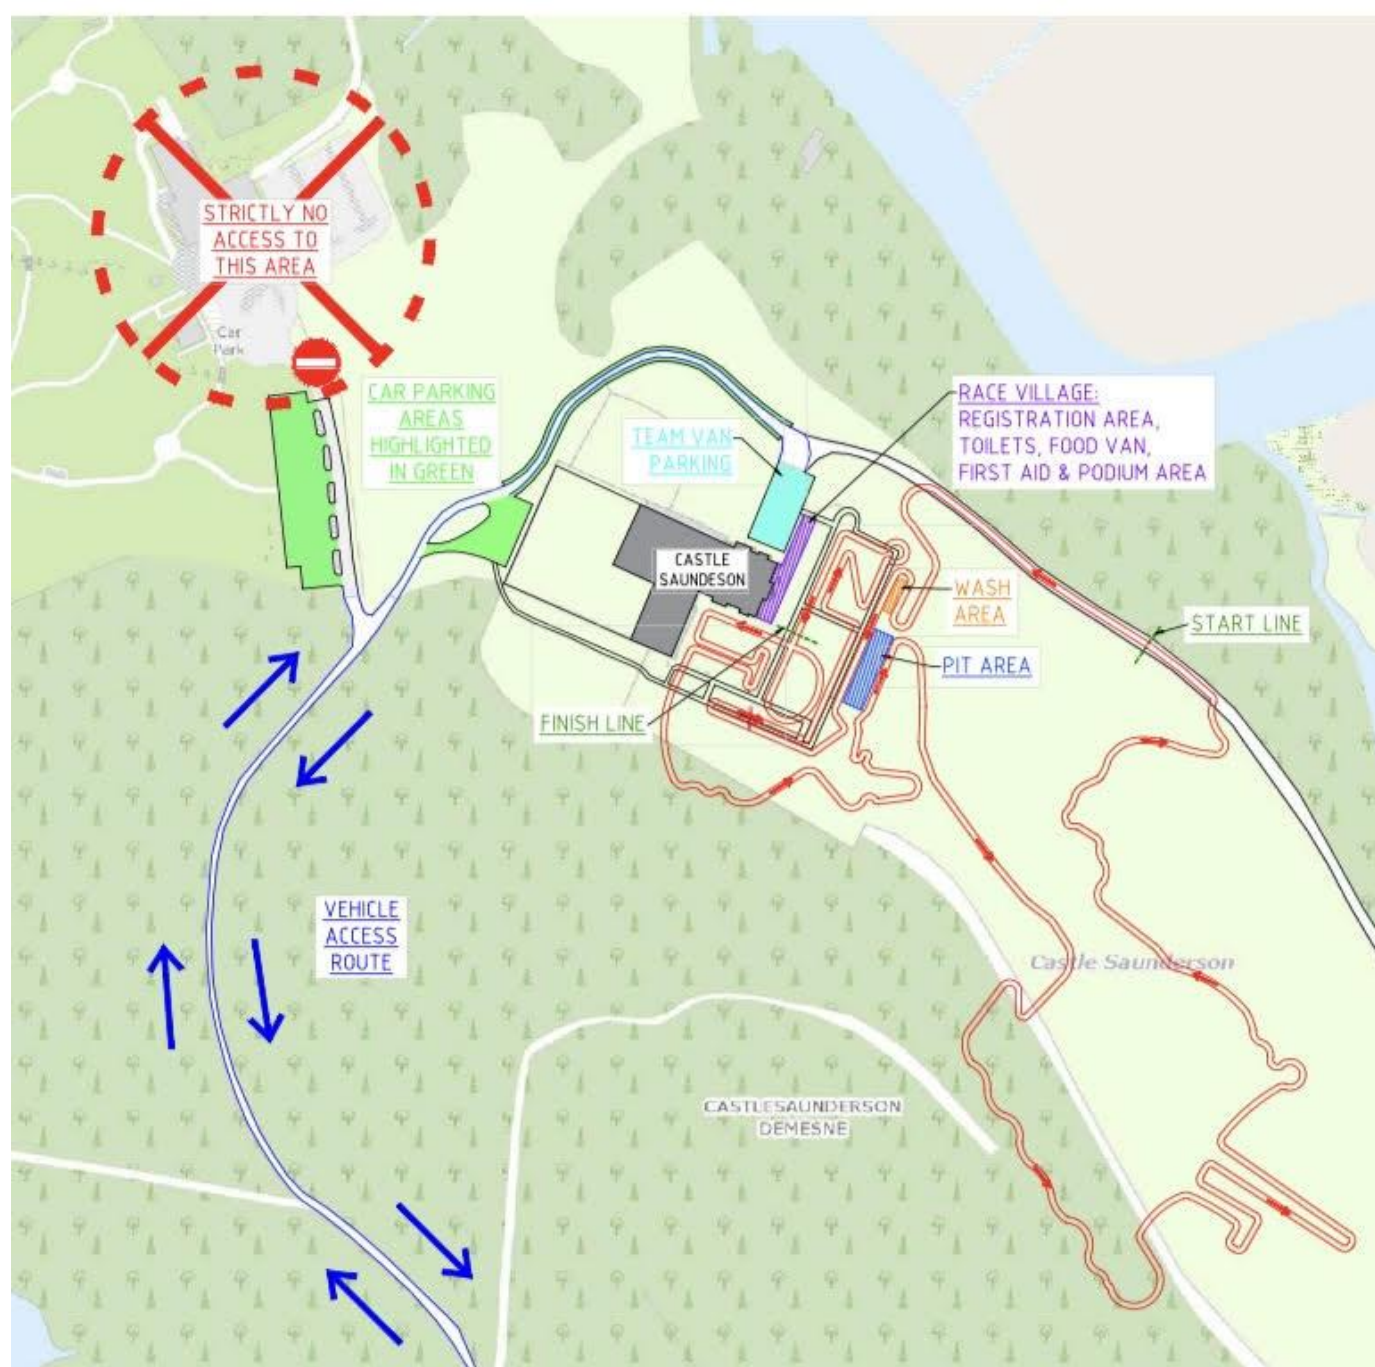 STRICTLY NO
ACCESS TO
THIS AREA
Car
Park
CAR PARKING
AREAS
HIGHLIGHTED
IN GREEN
TEAM VAN
PARKING
RACE VILLAGE:
REGISTRATION AREA,
TOILETS, FOOD VAN,
FIRST AID & PODIUM AREA
CASTLE
SAUNDESON
WASH
AREA
START LINE
PIT AREA
FINISH LINE
VEHICLE
ACCESS
ROUTE
Castle Saunderson
CASTLESAUNDERSON
DEMESNE